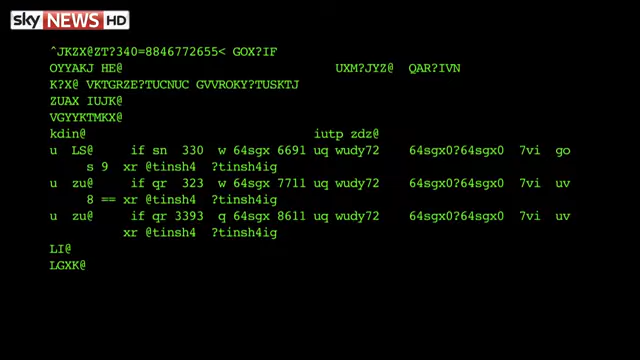 sky NEWS HD
^JKZX@ZT?340=8846772655< GOX?IF
OYYAKJ HE@ UXM?JYZ@ QAR?IVN
K?X@ VKTGRZE?TUCNUC GVVROKY?TUSKTJ
ZUAX IUJK@
VGYYKTMKX@
kdin@ iutp zdz@
u LS@ if sn 330 w 64sgx 6691 uq wudy72 64sgx0?64sgx0 7vi go
s 9 xr @tinsh4 ?tinsh4ig
u zu@ if qr 323 w 64sgx 7711 uq wudy72 64sgx0?64sgx0 7vi uv
8 == xr @tinsh4 ?tinsh4ig
u zu@ if qr 3393 q 64sgx 8611 uq wudy72 64sgx0?64sgx0 7vi uv
xr @tinsh4 ?tinsh4ig
LI@
LGXK@